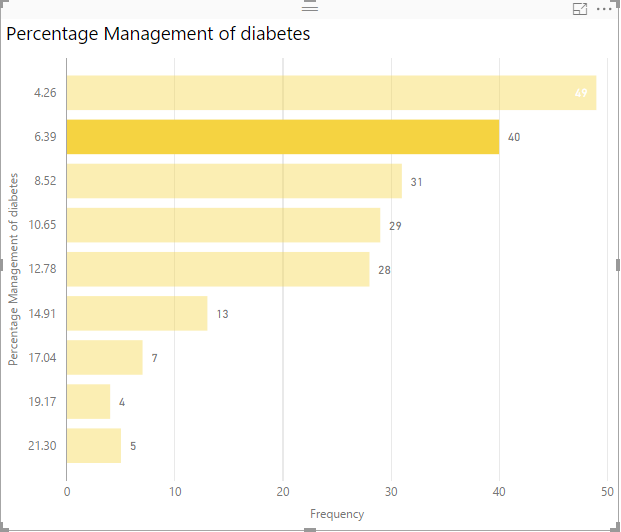 Percentage Management of diabetes
Percentage Management of diabetes
4.26 49
6.39 40
8.52 31
10.65 29
12.78 28
14.91 13
17.04 7
19.17 4
21.30 5
0 10 20 30 40 50
Frequency